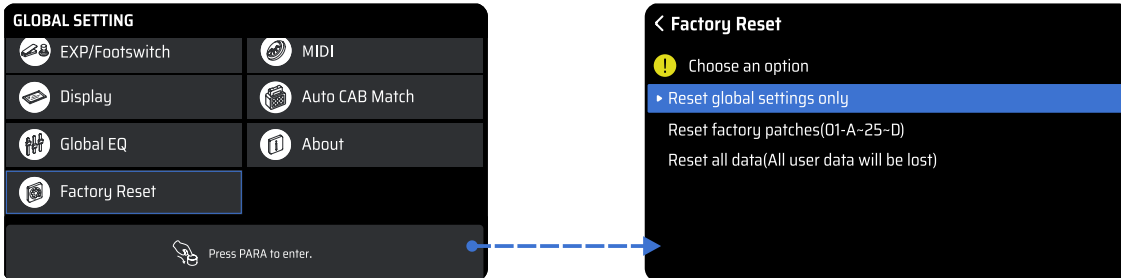 GLOBAL SETTING
EXP/Footswitch
MIDI
Display
Auto CAB Match
Global EQ
About
Factory Reset
Press PARA to enter.
Factory Reset
Choose an option
Reset global settings only
Reset factory patches(01-A~25~D)
Reset all data(All user data will be lost)